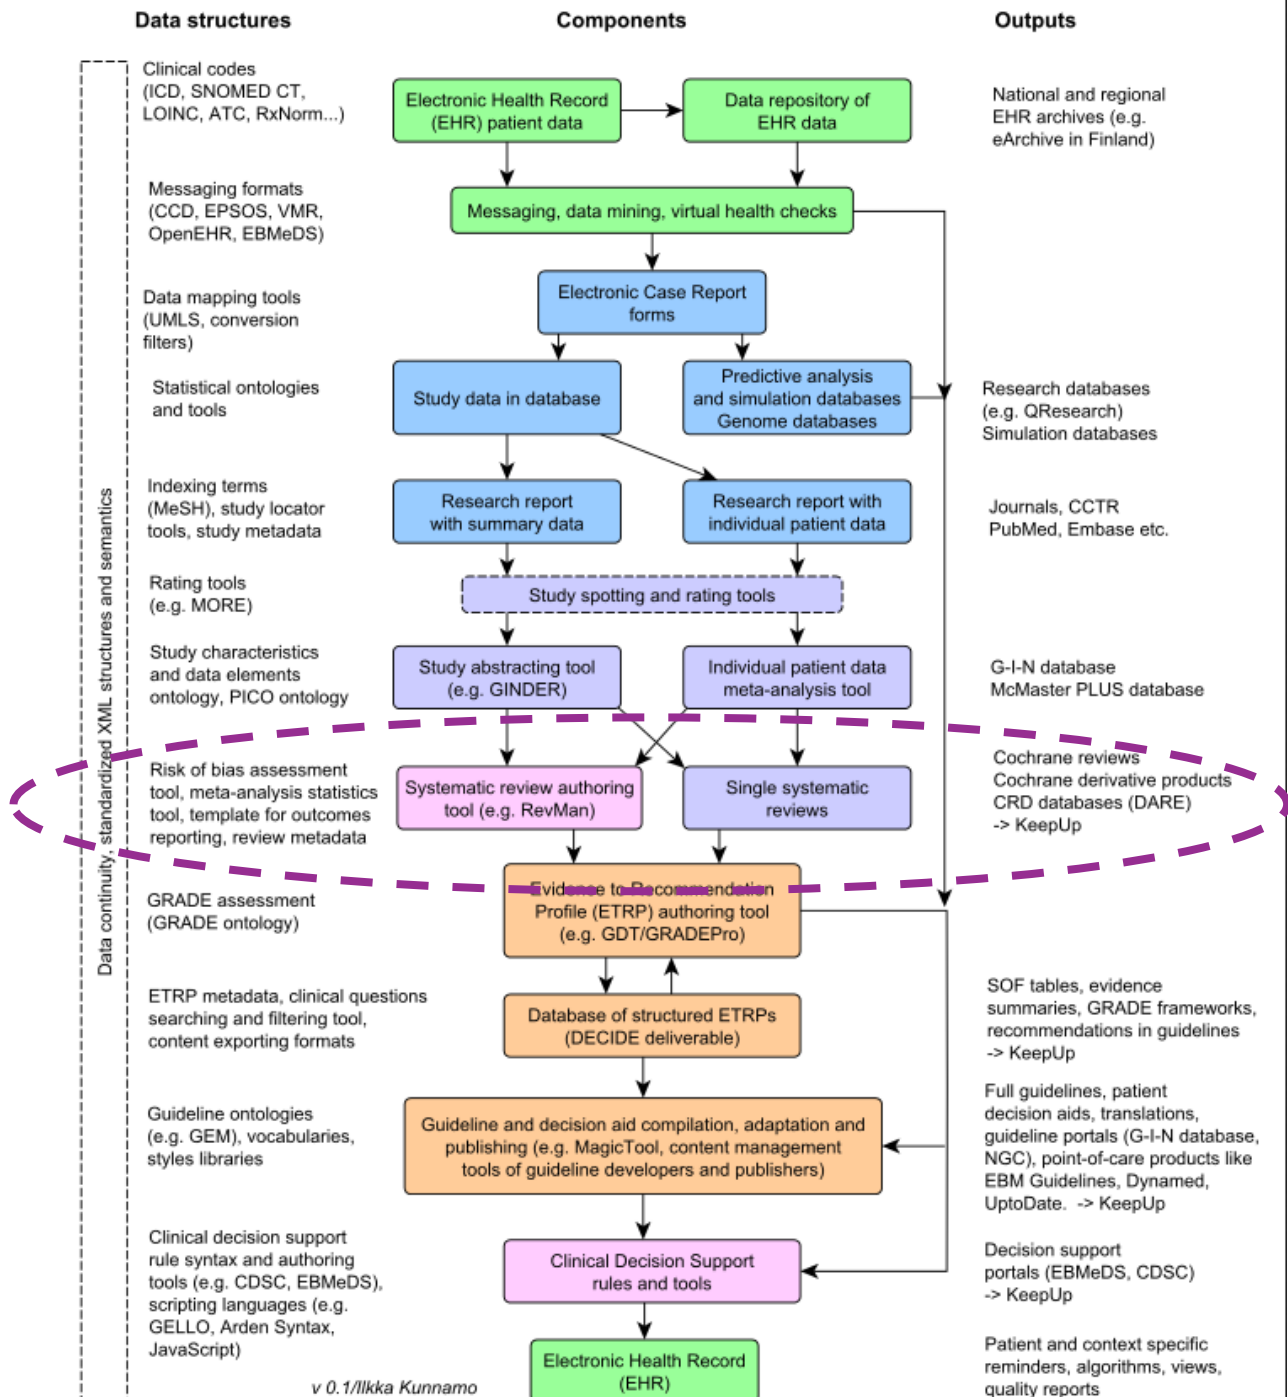 Data structures
Components
Outputs
Clinical codes
(ICD, SNOMED CT,
LOINC, ATC, RxNorm...)
Electronic Health Record
(EHR) patient data
Data repository of
EHR data
National and regional
EHR archives (e.g.
eArchive in Finland)
Messaging formats
(CCD, EPSOS, VMR,
OpenEHR, EBMeDS)
Messaging, data mining, virtual health checks
Data mapping tools
(UMLS, conversion
filters)
Electronic Case Report
forms
Statistical ontologies
and tools
Study data in database
Predictive analysis
and simulation databases
Genome databases
Research databases
(e.g. QResearch)
Simulation databases
Indexing terms
(MeSH), study locator
tools, study metadata
Research report
with summary data
Research report with
individual patient data
Journals, CCTR
PubMed, Embase etc.
Rating tools
(e.g. MORE)
Study spotting and rating tools
Study characteristics
and data elements
ontology, PICO ontology
Study abstracting tool
(e.g. GINDER)
Individual patient data
meta-analysis tool
G-I-N database
McMaster PLUS database
Data continuity, standardized XML structures and semantics
Risk of bias assessment
tool, meta-analysis statistics
tool, template for outcomes
reporting, review metadata
Systematic review authoring
tool (e.g. RevMan)
Single systematic
reviews
Cochrane reviews
Cochrane derivative products
CRD databases (DARE)
-> KeepUp
GRADE assessment
(GRADE ontology)
Evidence to Recommendation
Profile (ETRP) authoring tool
(e.g. GDT/GRADEPro)
ETRP metadata, clinical questions
searching and filtering tool,
content exporting formats
Database of structured ETRPs
(DECIDE deliverable)
SOF tables, evidence
summaries, GRADE frameworks,
recommendations in guidelines
-> KeepUp
Guideline ontologies
(e.g. GEM), vocabularies,
styles libraries
Guideline and decision aid compilation, adaptation and
publishing (e.g. MagicTool, content management
tools of guideline developers and publishers)
Full guidelines, patient
decision aids, translations,
guideline portals (G-I-N database,
NGC), point-of-care products like
EBM Guidelines, Dynamed,
UptoDate. -> KeepUp
Clinical decision support
rule syntax and authoring
tools (e.g. CDSC, EBMeDS),
scripting languages (e.g.
GELLO, Arden Syntax,
JavaScript)
Clinical Decision Support
rules and tools
Decision support
portals (EBMeDS, CDSC)
-> KeepUp
Electronic Health Record
(EHR)
Patient and context specific
reminders, algorithms, views,
quality reports
v 0.1/Ilkka Kunnamo